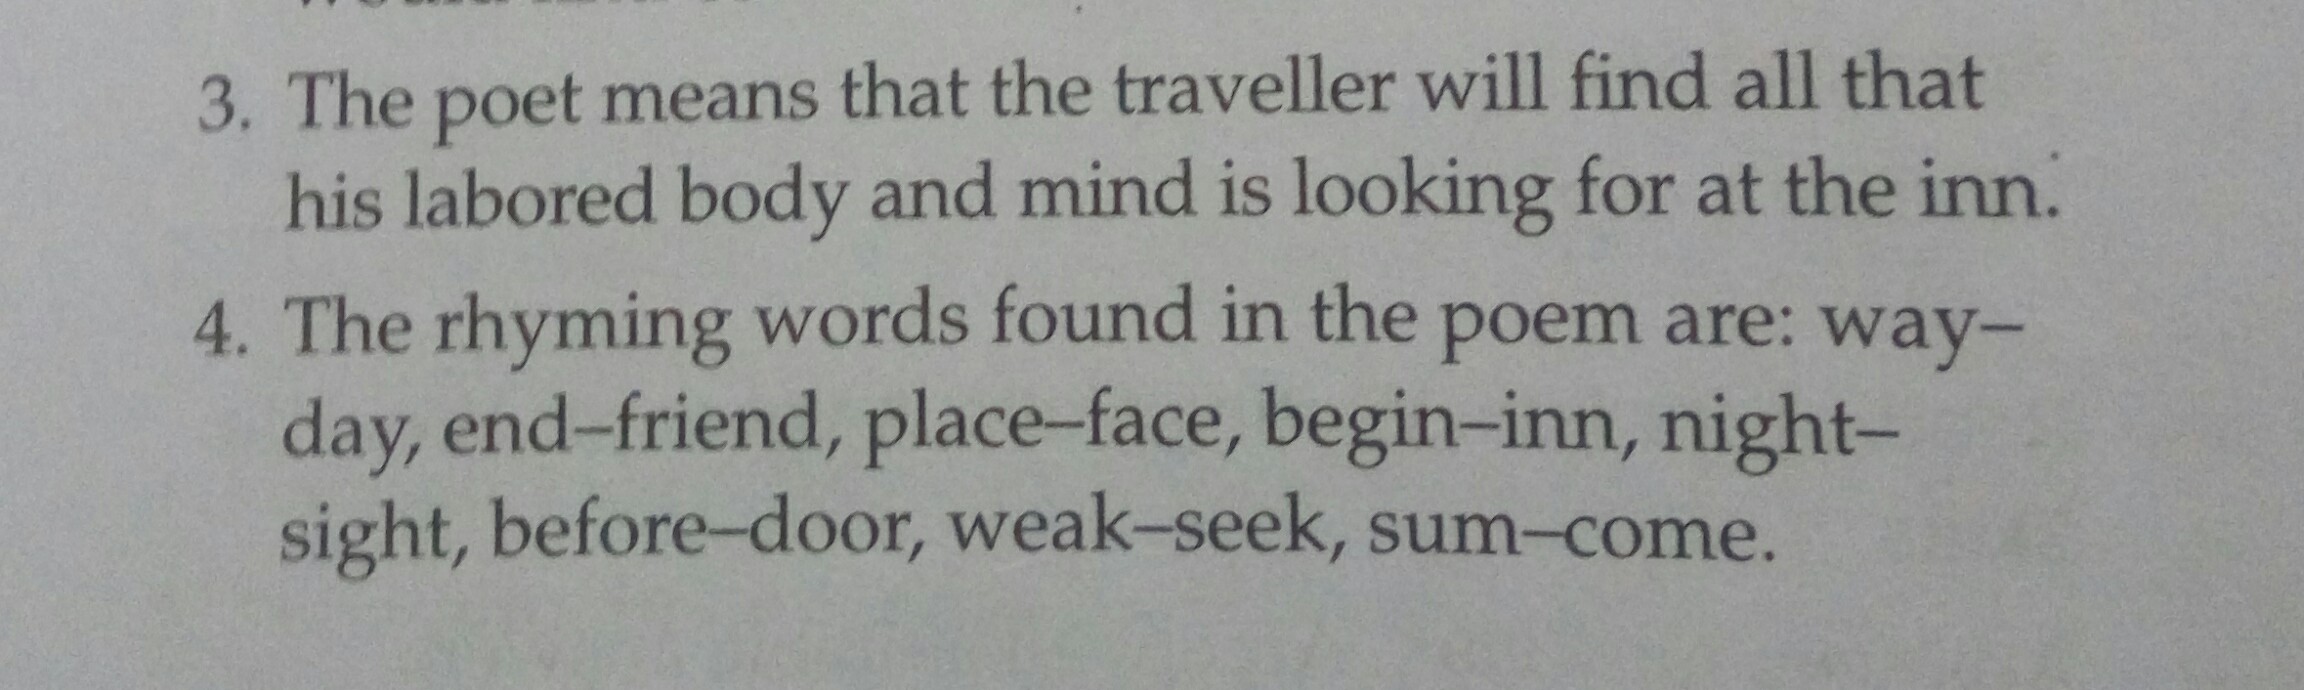 3. The poet means that the traveller will find all that
his labored body and mind is looking for at the inn.
4. The rhyming words found in the poem are: way–
day, end–friend, place–face, begin–inn, night–
sight, before–door, weak–seek, sum–come.